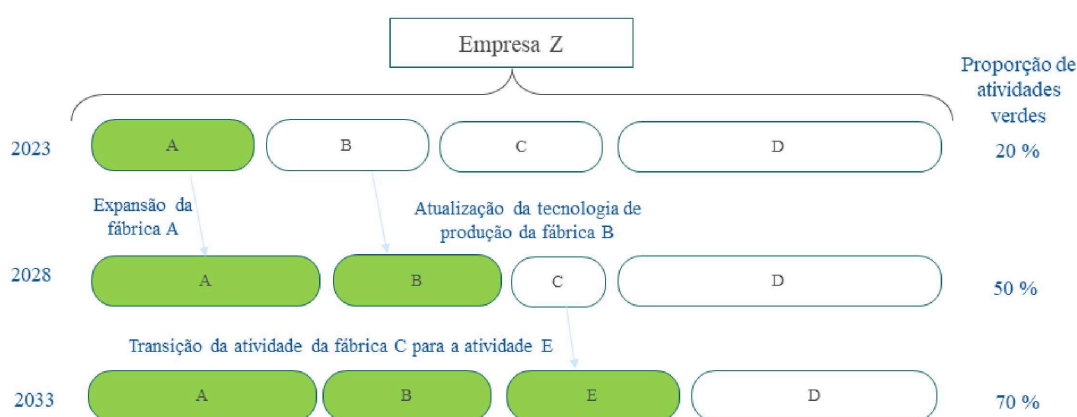 Empresa Z
Proporção de
atividades
verdes
2023
A
B
C
D
20 %
Expansão da
fábrica A
Atualização da tecnologia de
produção da fábrica B
2028
A
B
C
D
50 %
Transição da atividade da fábrica C para a atividade E
2033
A
B
E
D
70 %